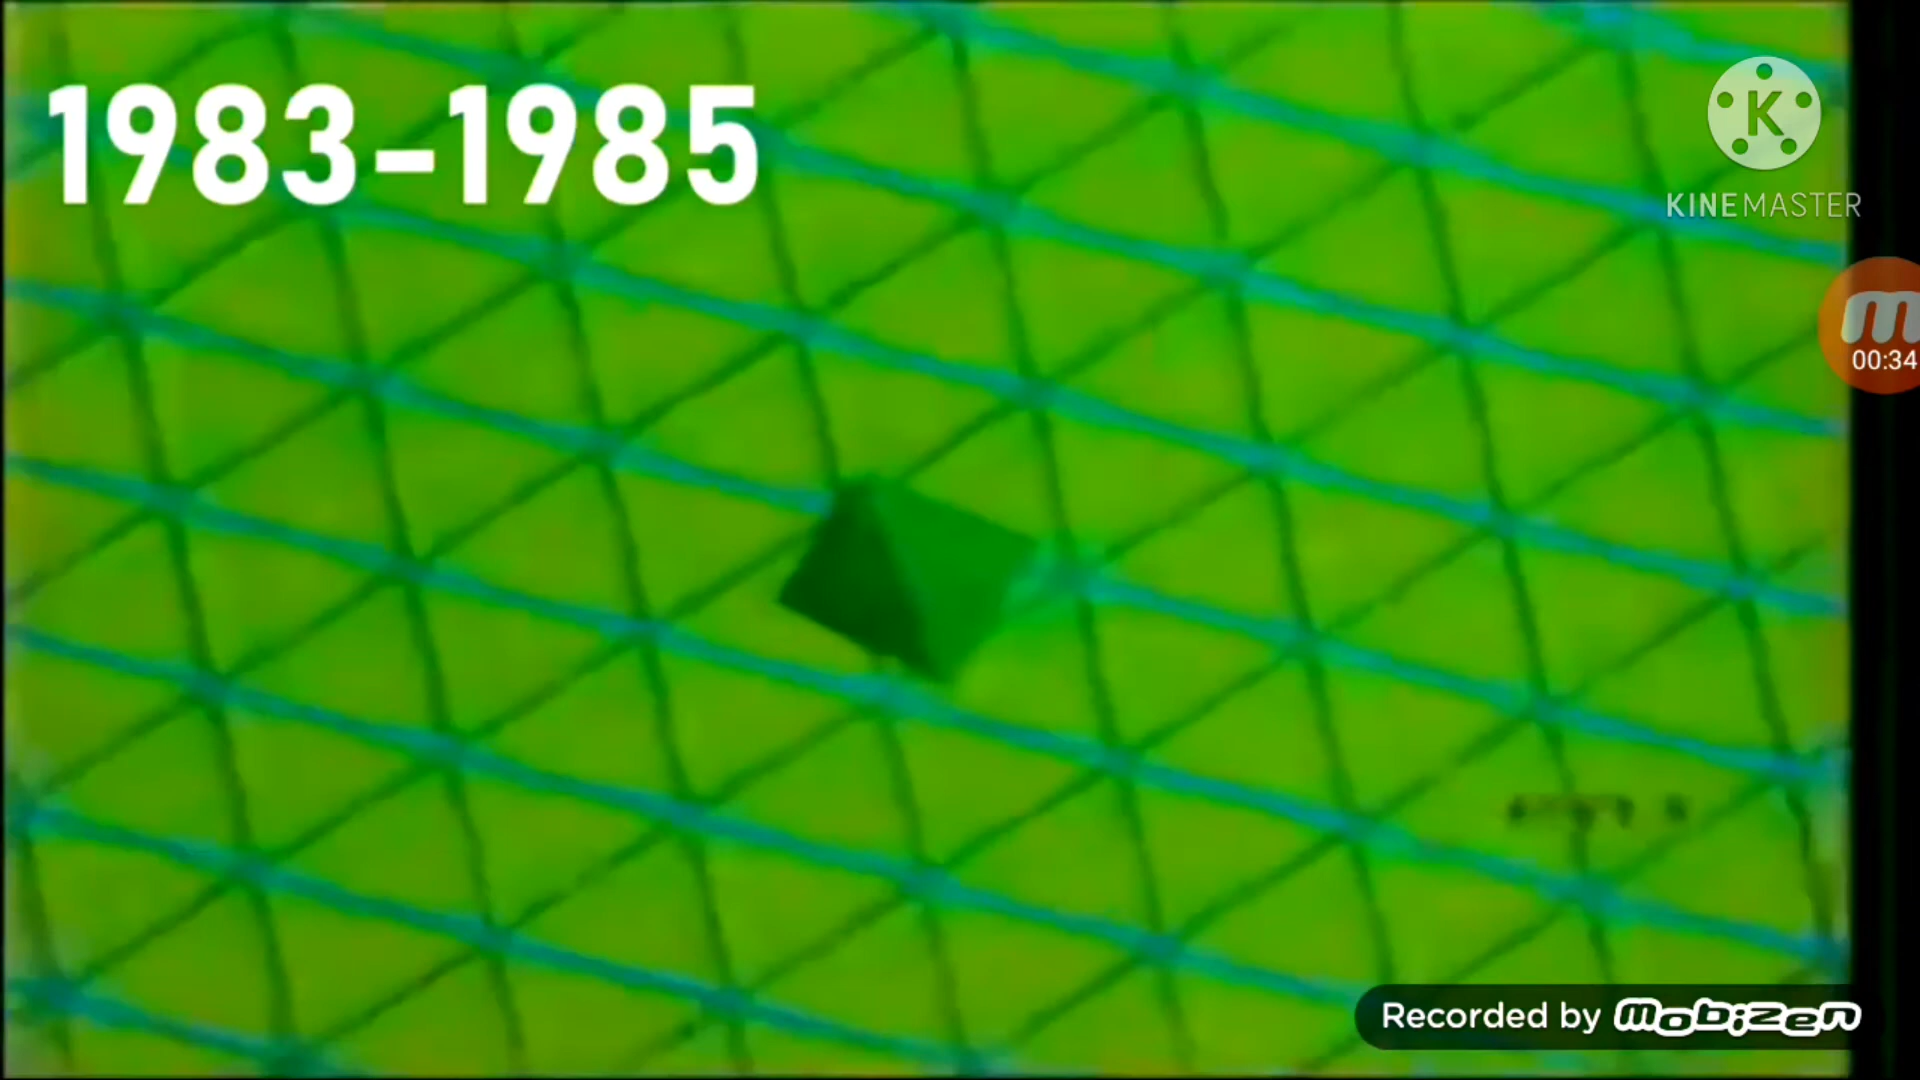 1983-1985
K
KINEMASTER
m
00:34
Recorded by mobizen